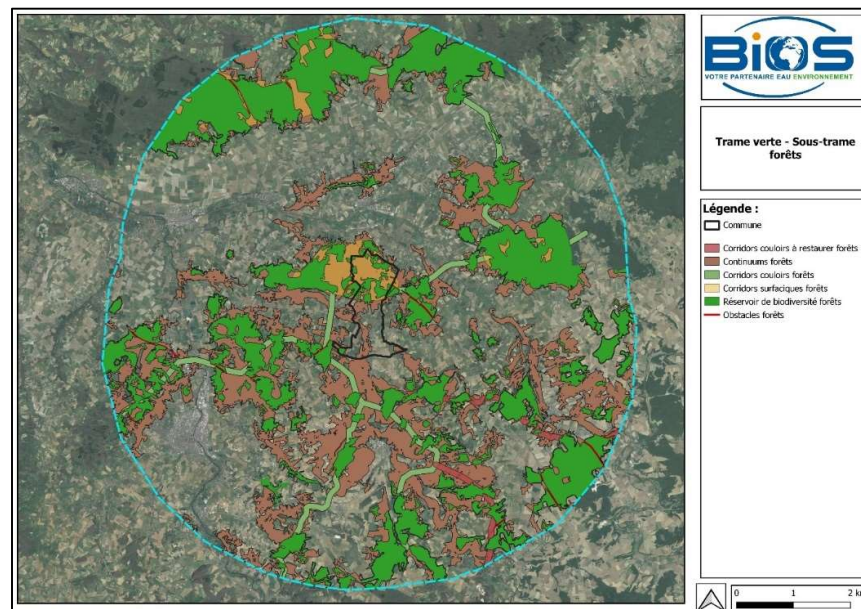 BiOS
VOTRE PARTENAIRE EAU ENVIRONNEMENT
Trame verte - Sous-trame
forêts
Légende :
Commune
Corridors couloirs à restaurer forêts
Continuums forêts
Corridors couloirs forêts
Corridors surfaciques forêts
Réservoir de biodiversité forêts
Obstacles forêts
0 1 2 k